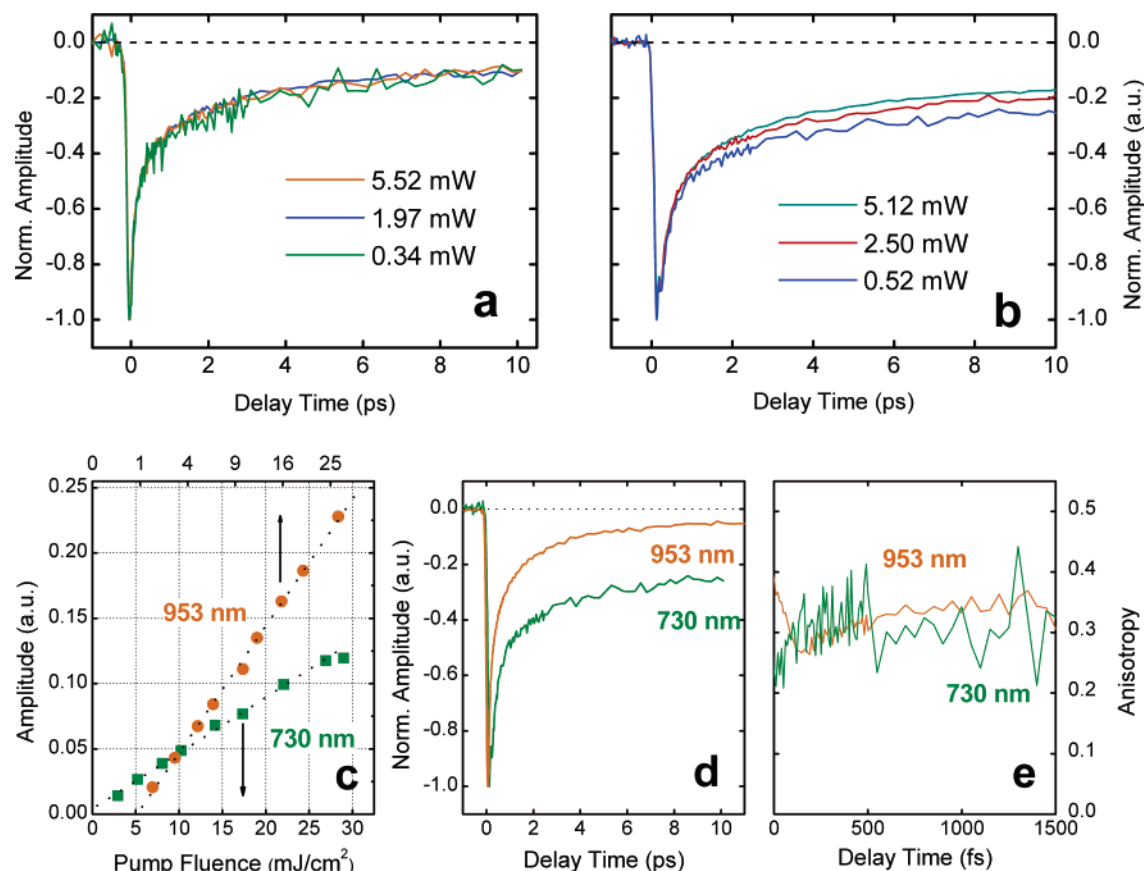 0.0
-0.2
-0.4
-0.6
-0.8
-1.0
Norm. Amplitude
5.52 mW
1.97 mW
0.34 mW
a
0 2 4 6 8 10
Delay Time (ps)
0.0
-0.2
-0.4
-0.6
-0.8
-1.0
Norm. Amplitude (a.u.)
5.12 mW
2.50 mW
0.52 mW
b
0 2 4 6 8 10
Delay Time (ps)
0 1 4 9 16 25
0.25
0.20
0.15
0.10
0.05
0.00
Amplitude (a.u.)
953 nm
730 nm
c
0 5 10 15 20 25 30
Pump Fluence (mJ/cm²)
0.0
-0.2
-0.4
-0.6
-0.8
-1.0
Norm. Amplitude (a.u.)
953 nm
730 nm
d
0 2 4 6 8 10
Delay Time (ps)
0.5
0.4
0.3
0.2
0.1
0.0
Anisotropy
953 nm
730 nm
e
0 500 1000 1500
Delay Time (fs)